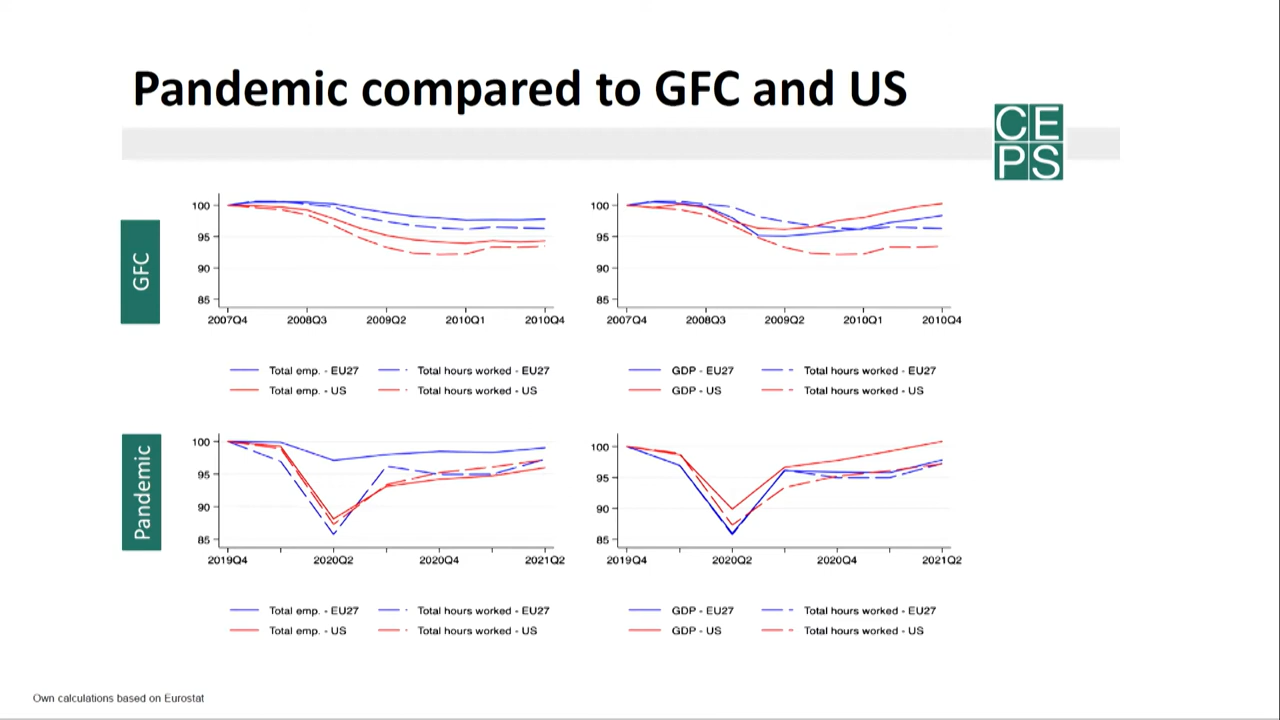 Pandemic compared to GFC and US
CE
PS
GFC
100
95
90
85
2007Q4 2008Q3 2009Q2 2010Q1 2010Q4
Total emp. - EU27 Total hours worked - EU27
Total emp. - US Total hours worked - US
100
95
90
85
2007Q4 2008Q3 2009Q2 2010Q1 2010Q4
GDP - EU27 Total hours worked - EU27
GDP - US Total hours worked - US
Pandemic
100
95
90
85
2019Q4 2020Q2 2020Q4 2021Q2
Total emp. - EU27 Total hours worked - EU27
Total emp. - US Total hours worked - US
100
95
90
85
2019Q4 2020Q2 2020Q4 2021Q2
GDP - EU27 Total hours worked - EU27
GDP - US Total hours worked - US
Own calculations based on Eurostat